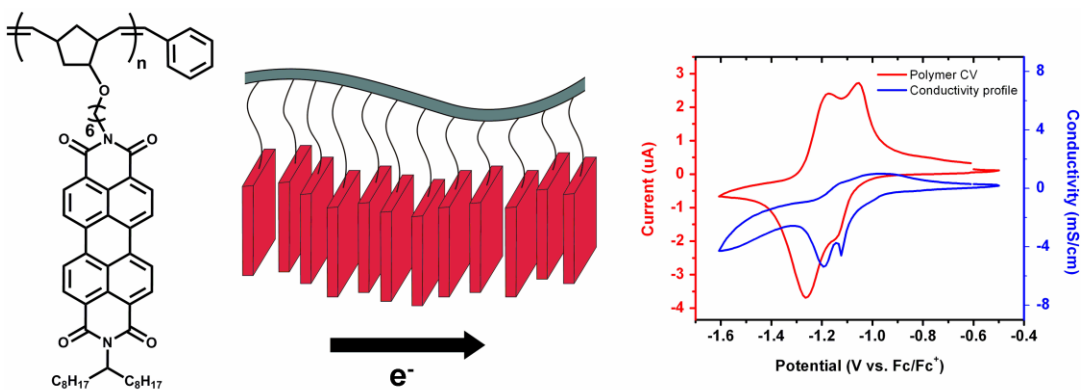 n
O
6
O
N
O
O
N
O
C8H17
C8H17
e-
Polymer CV
Conductivity profile
Current (uA)
3
2
1
0
-1
-2
-3
-4
8
4
0
-4
-8
Conductivity (mS/cm)
-1.6
-1.4
-1.2
-1.0
-0.8
-0.6
-0.4
Potential (V vs. Fc/Fc+)